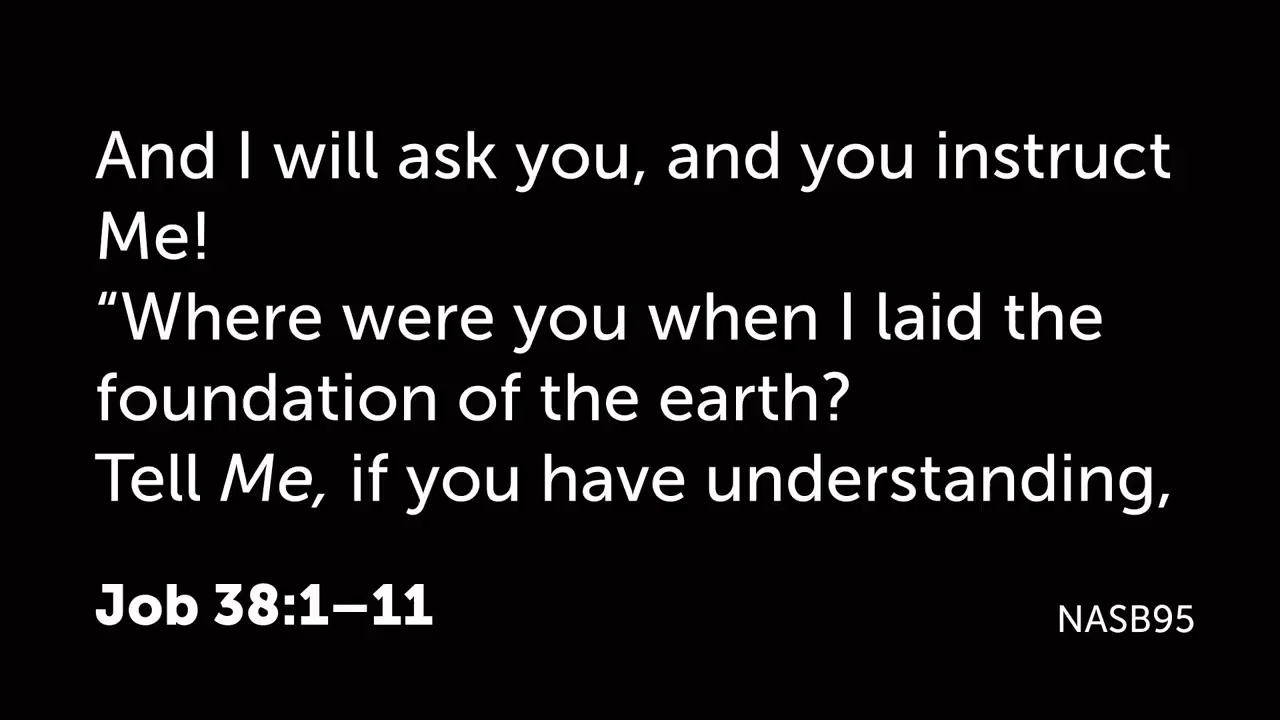 And I will ask you, and you instruct
Me!
“Where were you when I laid the
foundation of the earth?
Tell Me, if you have understanding,
Job 38:1–11
NASB95